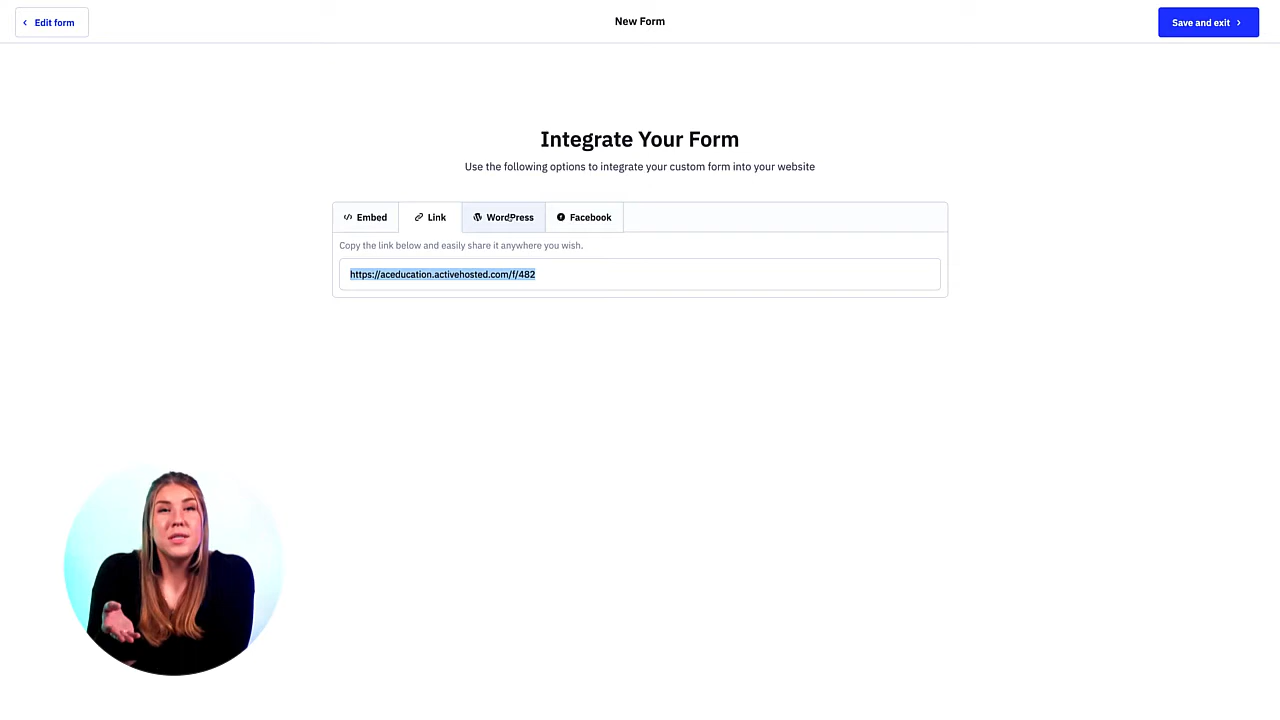 Edit form
New Form
Save and exit
Integrate Your Form
Use the following options to integrate your custom form into your website
Embed
Link
WordPress
Facebook
Copy the link below and easily share it anywhere you wish.
https://aceducation.activehosted.com/f/482